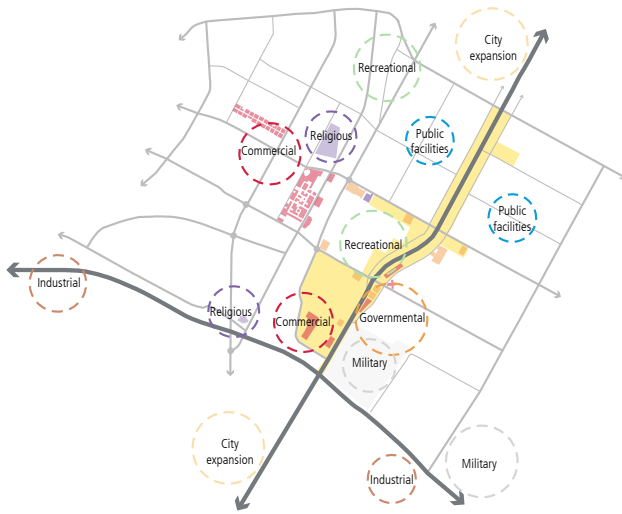 City
expansion
Recreational
Religious
Public
facilities
Commercial
Public
facilities
Recreational
Industrial
Religious
Commercial
Governmental
Military
City
expansion
Military
Industrial